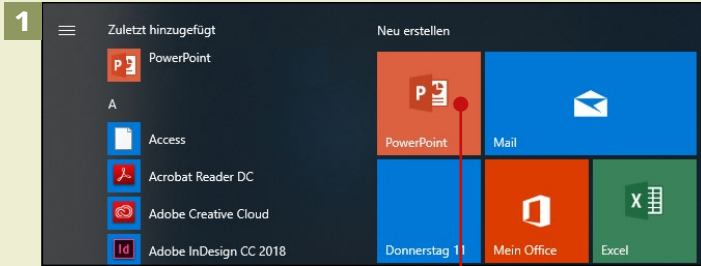 1
Zuletzt hinzugefügt
PowerPoint
A
Access
Acrobat Reader DC
Adobe Creative Cloud
Id
Adobe InDesign CC 2018
Neu erstellen
P
PowerPoint
Mail
Donnerstag 11
Mein Office
X
Excel